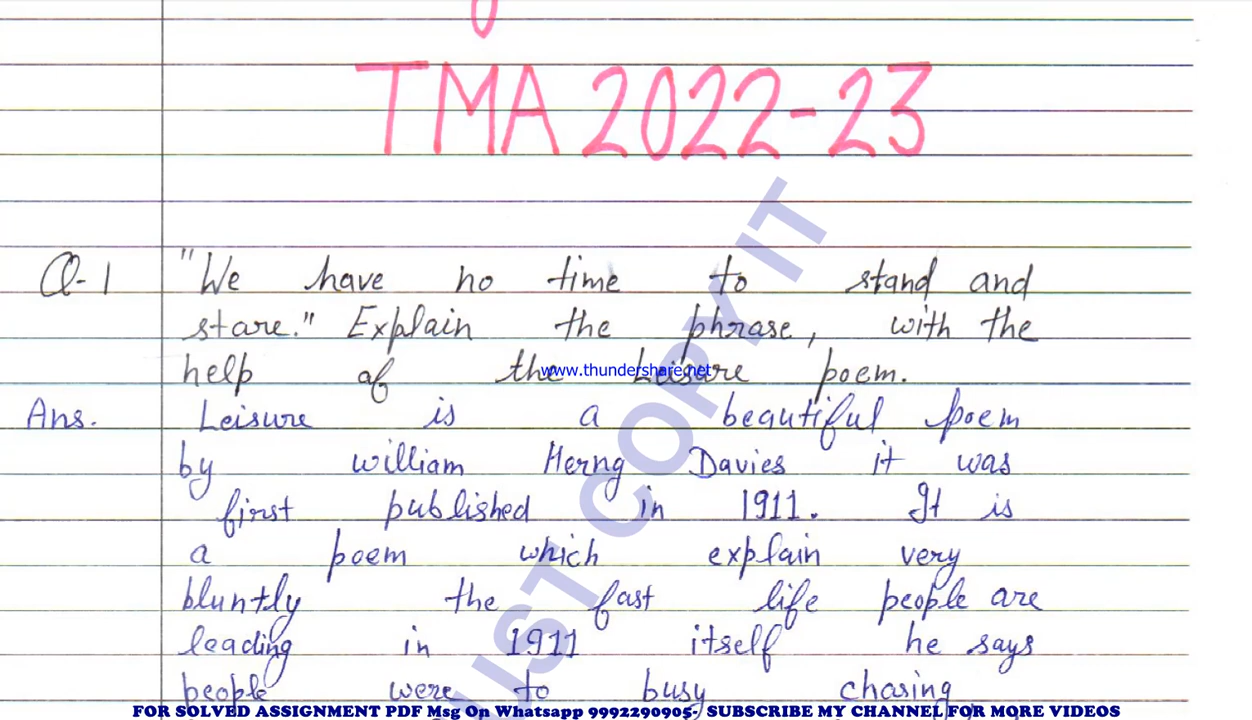 TMA 2022-23
Q-1 "We have no time to stand and
stare." Explain the phrase, with the
help of the Leisure poem.
www.thundershare.net
Ans. Leisure is a beautiful poem
by william Herng Davies it was
first published in 1911. It is
a poem which explain very
bluntly the fast life people are
leading in 1911 itself he says
people were to busy chasing
IST COPY IT
FOR SOLVED ASSIGNMENT PDF Msg On Whatsapp 9992290905- SUBSCRIBE MY CHANNEL FOR MORE VIDEOS